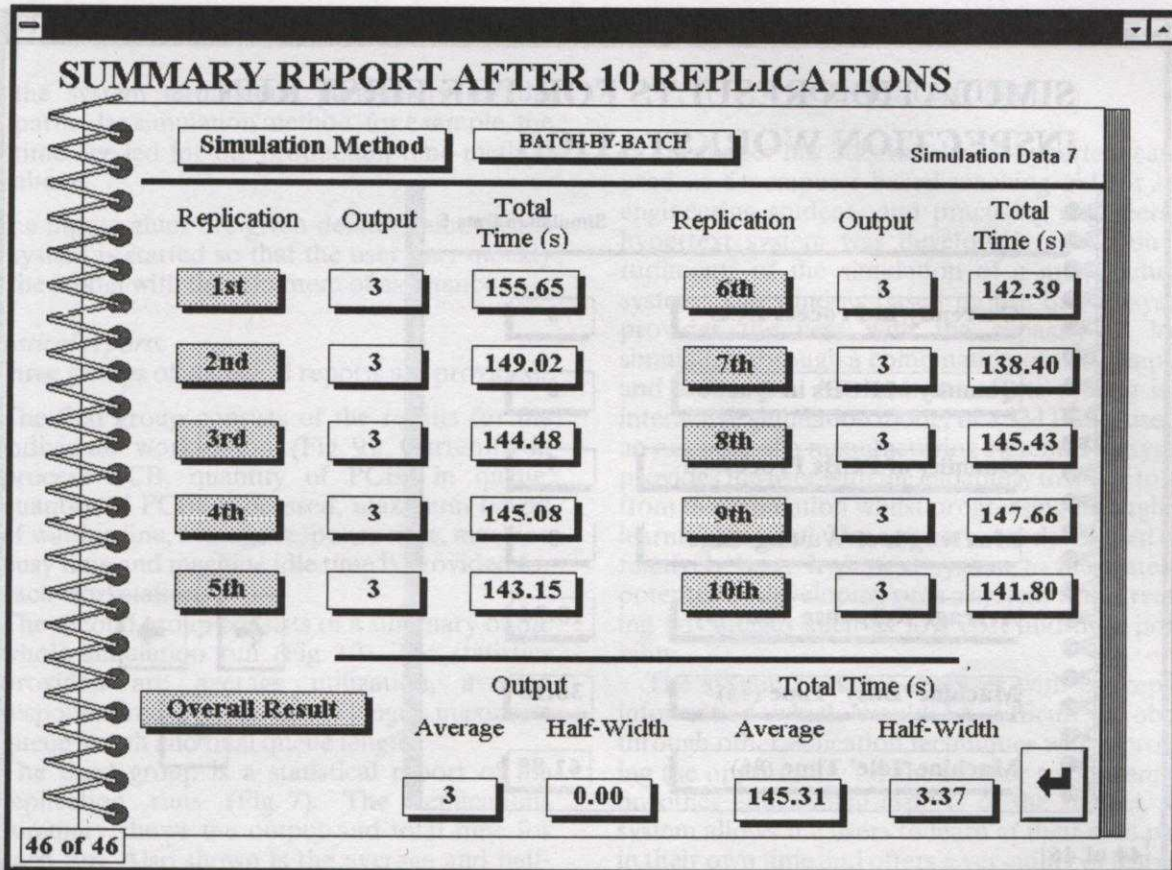 SUMMARY REPORT AFTER 10 REPLICATIONS
Simulation Method BATCH-BY-BATCH
Simulation Data 7
Replication Output Total Time (s) Replication Output Total Time (s)
1st 155.65 6th 3 142.39
2nd 3 149.02 7th 3 138.40
3rd 3 144.48 8th 3 145.43
4th 3 145.08 9th 3 147.67
5th 3 143.15 10th 3 141.80
Overall Result
Output Total Time (s)
Average Half-Width Average Half-Width
3 0.00 145.31 3.37
46 of 46